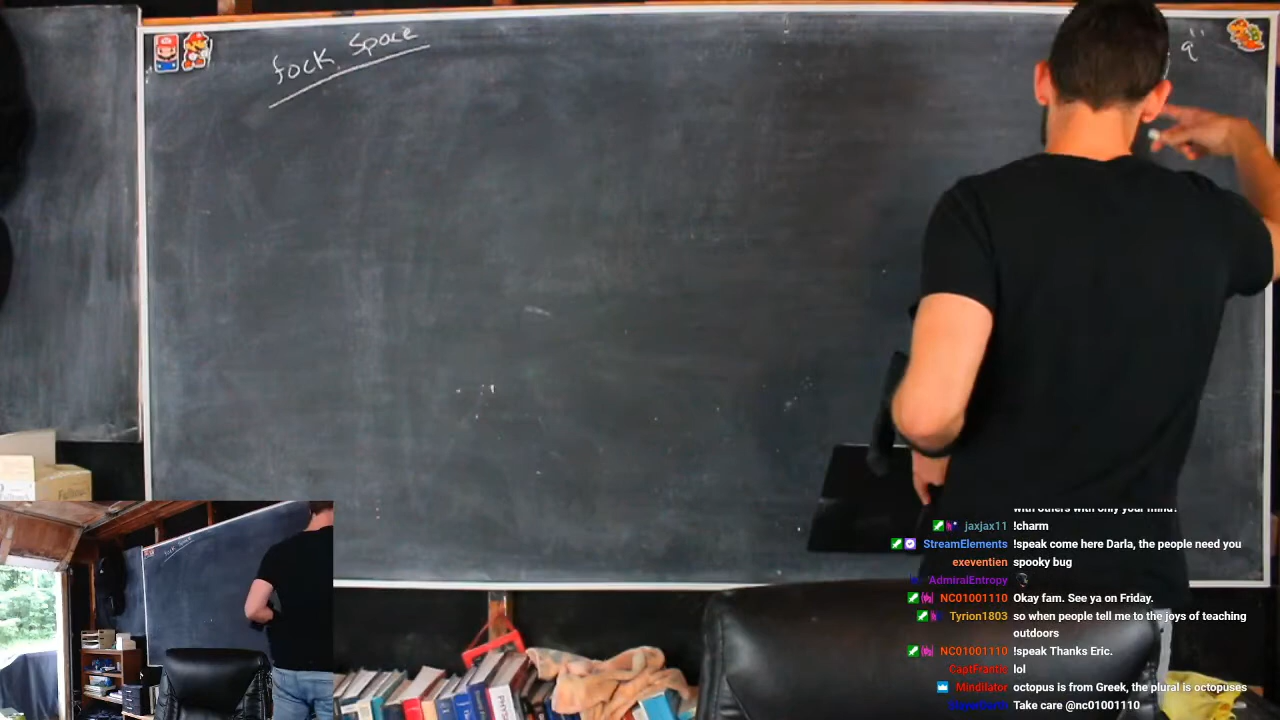 fock Space
q"
with others with only your mind?
jaxjax11 !charm
StreamElements !speak come here Darla, the people need you
exeventien spooky bug
'AdmiralEntropy
NC01001110 Okay fam. See ya on Friday.
Tyrion1803 so when people tell me to the joys of teaching
outdoors
NC01001110 !speak Thanks Eric.
CaptFrantic lol
Mindilator octopus is from Greek, the plural is octopuses
Take care @nc01001110
PHYSICS